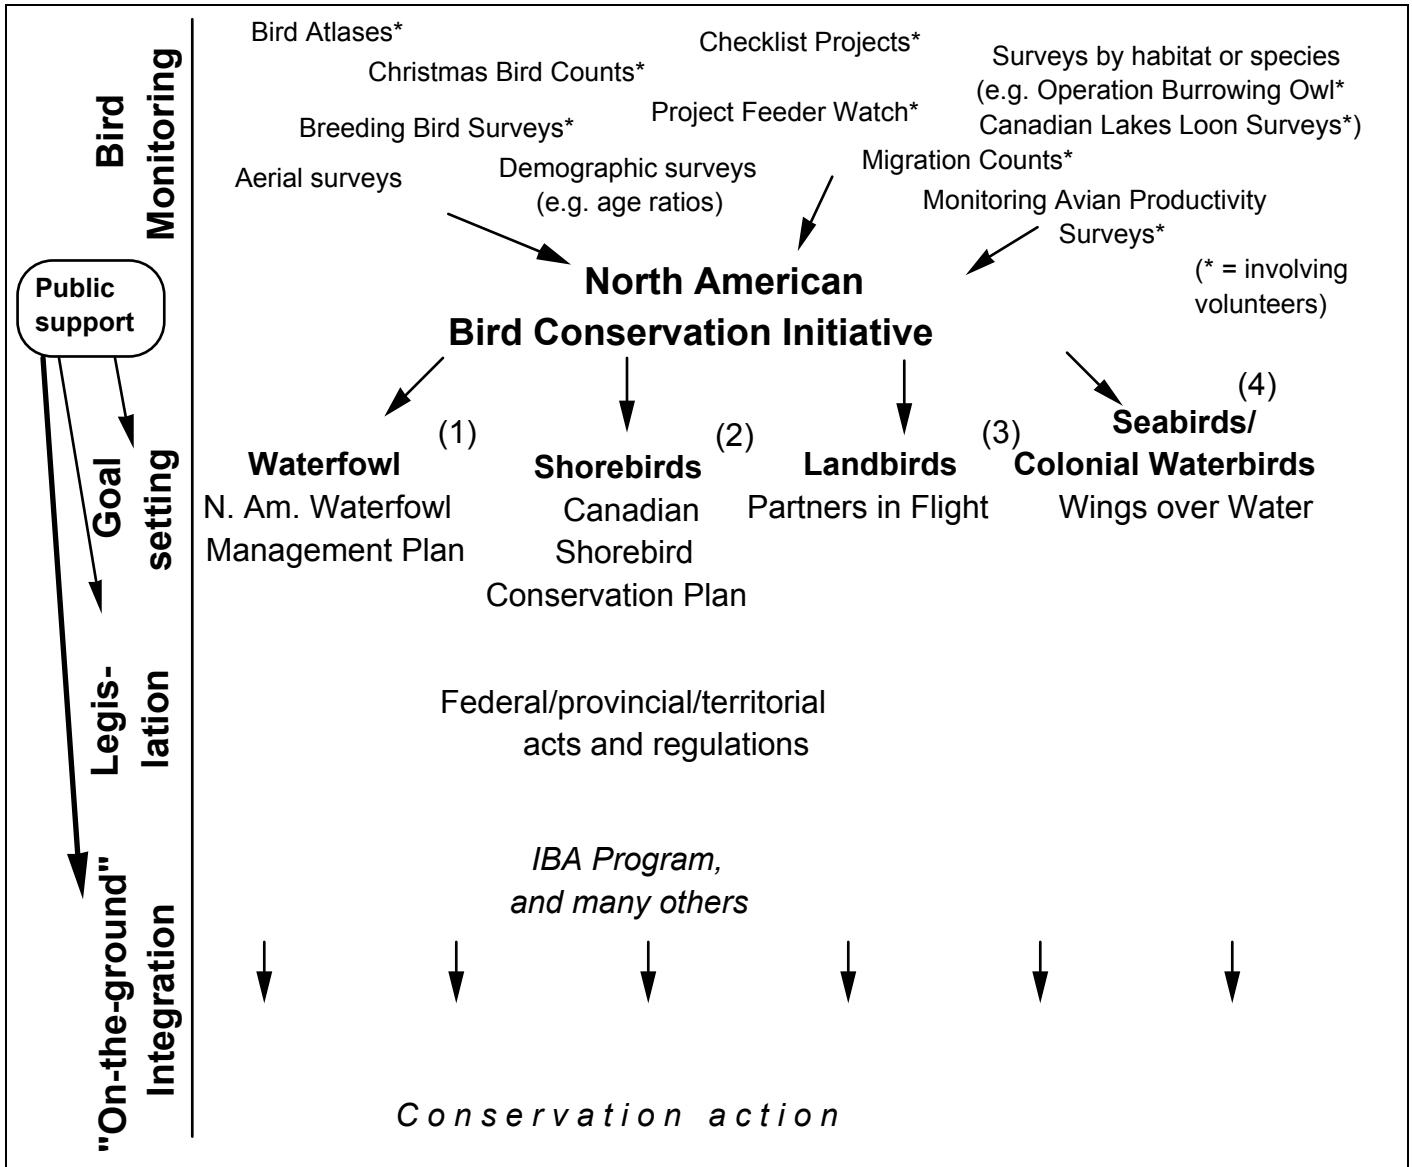 Bird
Monitoring
Bird Atlases*
Checklist Projects*
Christmas Bird Counts*
Surveys by habitat or species
(e.g. Operation Burrowing Owl*
Canadian Lakes Loon Surveys*)
Project Feeder Watch*
Breeding Bird Surveys*
Aerial surveys
Demographic surveys
(e.g. age ratios)
Migration Counts*
Monitoring Avian Productivity
Surveys*
(* = involving
volunteers)
Public
support
North American
Bird Conservation Initiative
Goal
setting
(1)
Waterfowl
N. Am. Waterfowl
Management Plan
(2)
Shorebirds
Canadian
Shorebird
Conservation Plan
(3)
Landbirds
Partners in Flight
(4)
Seabirds/
Colonial Waterbirds
Wings over Water
Legis-
lation
Federal/provincial/territorial
acts and regulations
"On-the-ground"
Integration
IBA Program,
and many others
Conservation action